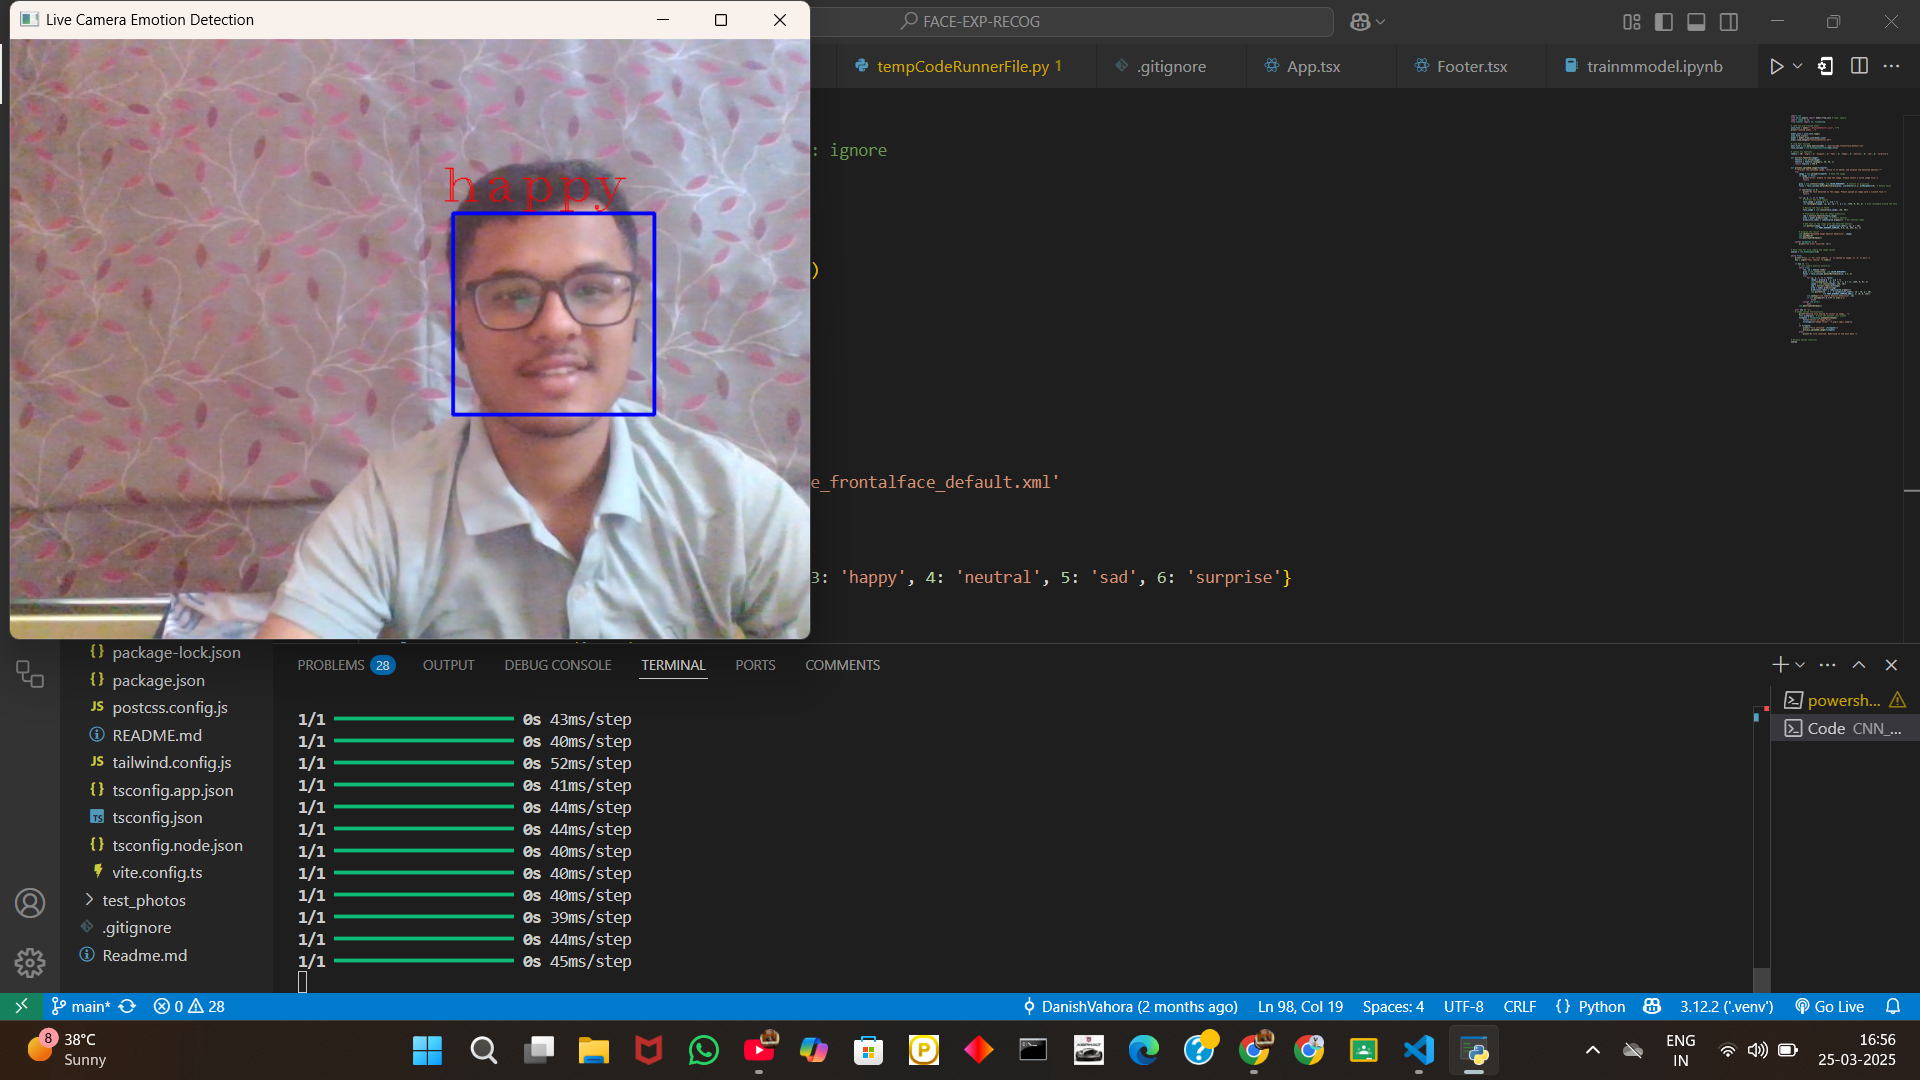 Live Camera Emotion Detection
FACE-EXP-RECOG
tempCodeRunnerFile.py 1
.gitignore
App.tsx
Footer.tsx
trainmmodel.ipynb
: ignore
happy
)
e_frontalface_default.xml'
3: 'happy', 4: 'neutral', 5: 'sad', 6: 'surprise'}
package-lock.json
package.json
JS postcss.config.js
README.md
JS tailwind.config.js
tsconfig.app.json
TS tsconfig.json
tsconfig.node.json
vite.config.ts
test_photos
.gitignore
Readme.md
PROBLEMS 28 OUTPUT DEBUG CONSOLE TERMINAL PORTS COMMENTS
1/1 0s 43ms/step
1/1 0s 40ms/step
1/1 0s 52ms/step
1/1 0s 41ms/step
1/1 0s 44ms/step
1/1 0s 44ms/step
1/1 0s 40ms/step
1/1 0s 40ms/step
1/1 0s 40ms/step
1/1 0s 39ms/step
1/1 0s 44ms/step
1/1 0s 45ms/step
powersh...
Code CNN_...
main* 0 28 DanishVahora (2 months ago) Ln 98, Col 19 Spaces: 4 UTF-8 CRLF {} Python 3.12.2 ('.venv') Go Live
8 38°C
Sunny
ENG
IN
16:56
25-03-2025